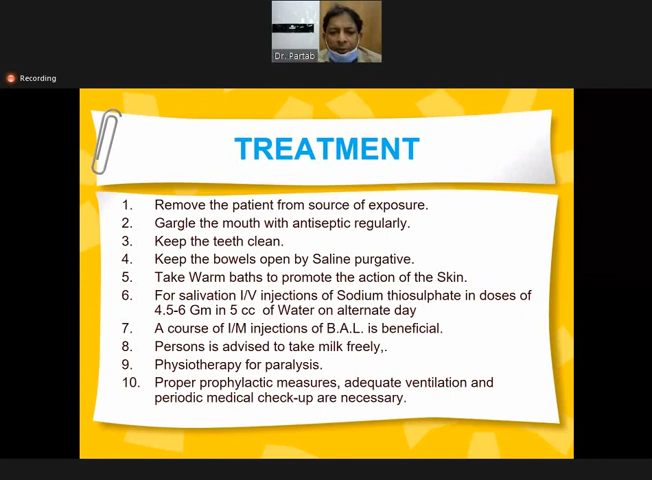 Dr. Partab
Recording
TREATMENT
1. Remove the patient from source of exposure.
2. Gargle the mouth with antiseptic regularly.
3. Keep the teeth clean.
4. Keep the bowels open by Saline purgative.
5. Take Warm baths to promote the action of the Skin.
6. For salivation I/V injections of Sodium thiosulphate in doses of
4.5-6 Gm in 5 cc of Water on alternate day
7. A course of I/M injections of B.A.L. is beneficial.
8. Persons is advised to take milk freely,.
9. Physiotherapy for paralysis.
10. Proper prophylactic measures, adequate ventilation and
periodic medical check-up are necessary.